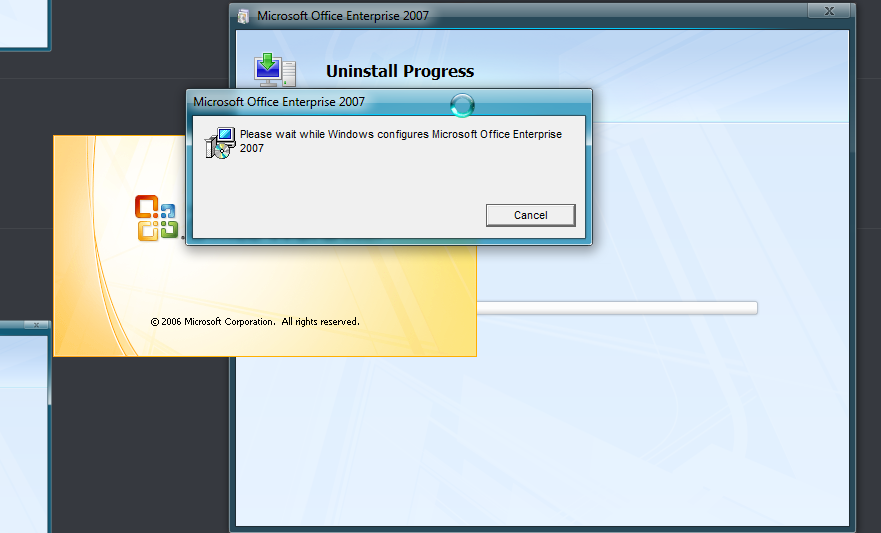 Microsoft Office Enterprise 2007
Uninstall Progress
Microsoft Office Enterprise 2007
Please wait while Windows configures Microsoft Office Enterprise
2007
Cancel
© 2006 Microsoft Corporation. All rights reserved.